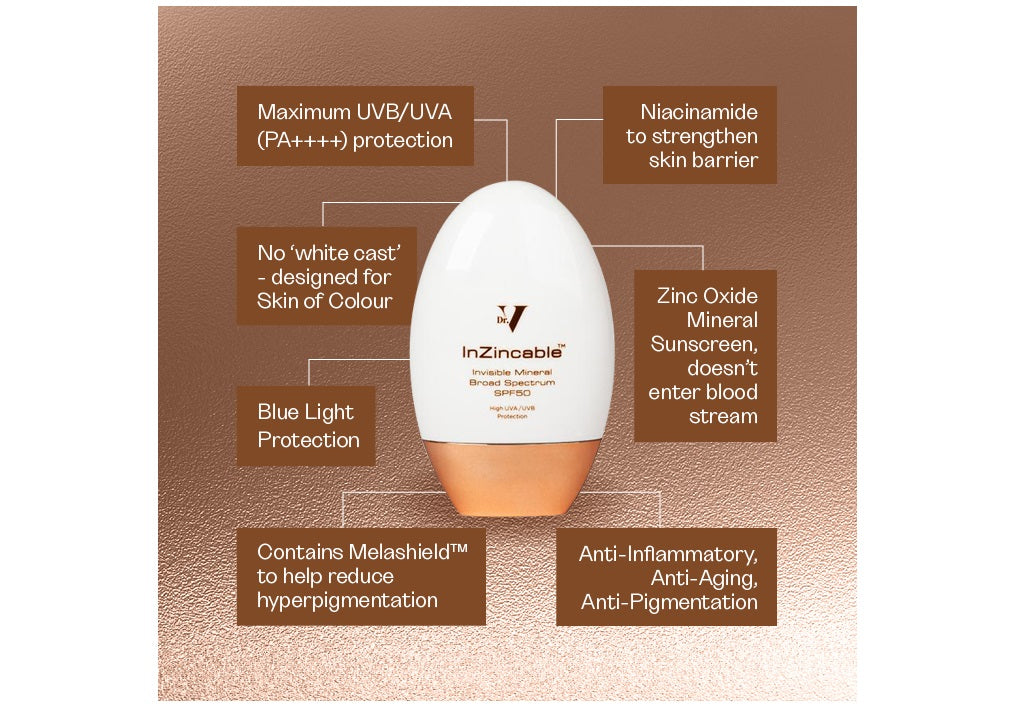 Maximum UVB/UVA
(PA++++) protection
Niacinamide
to strengthen
skin barrier
No ‘white cast’
- designed for
Skin of Colour
Zinc Oxide
Mineral
Sunscreen,
doesn’t
enter blood
stream
Dr.V
InZincable™
Invisible Mineral
Broad Spectrum
SPF50
High UVA/UVB
Protection
Blue Light
Protection
Contains Melashield™
to help reduce
hyperpigmentation
Anti-Inflammatory,
Anti-Aging,
Anti-Pigmentation